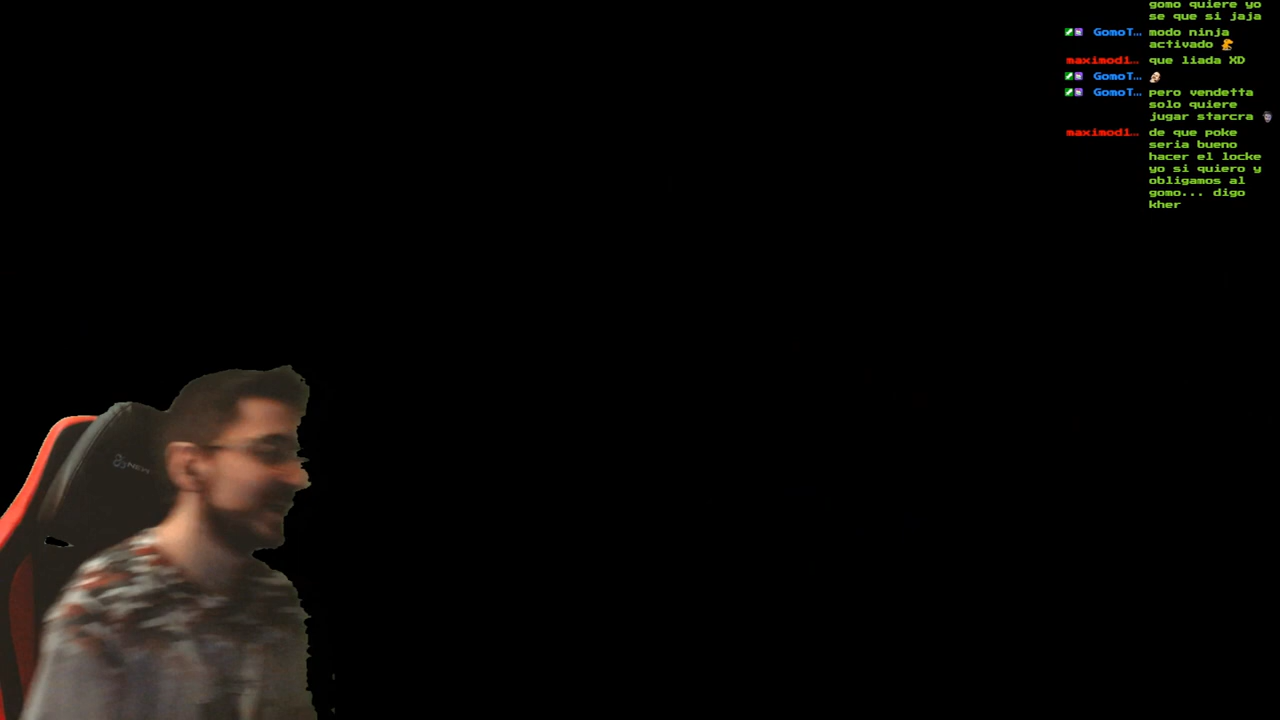 gomo quiere yo
se que si jaja
GomoT… modo ninja
activado
maximod1… que liada XD
GomoT…
GomoT… pero vendetta
solo quiere
jugar starcra
maximod1… de que poke
seria bueno
hacer el locke
yo si quiero y
obligamos al
gomo... digo
kher